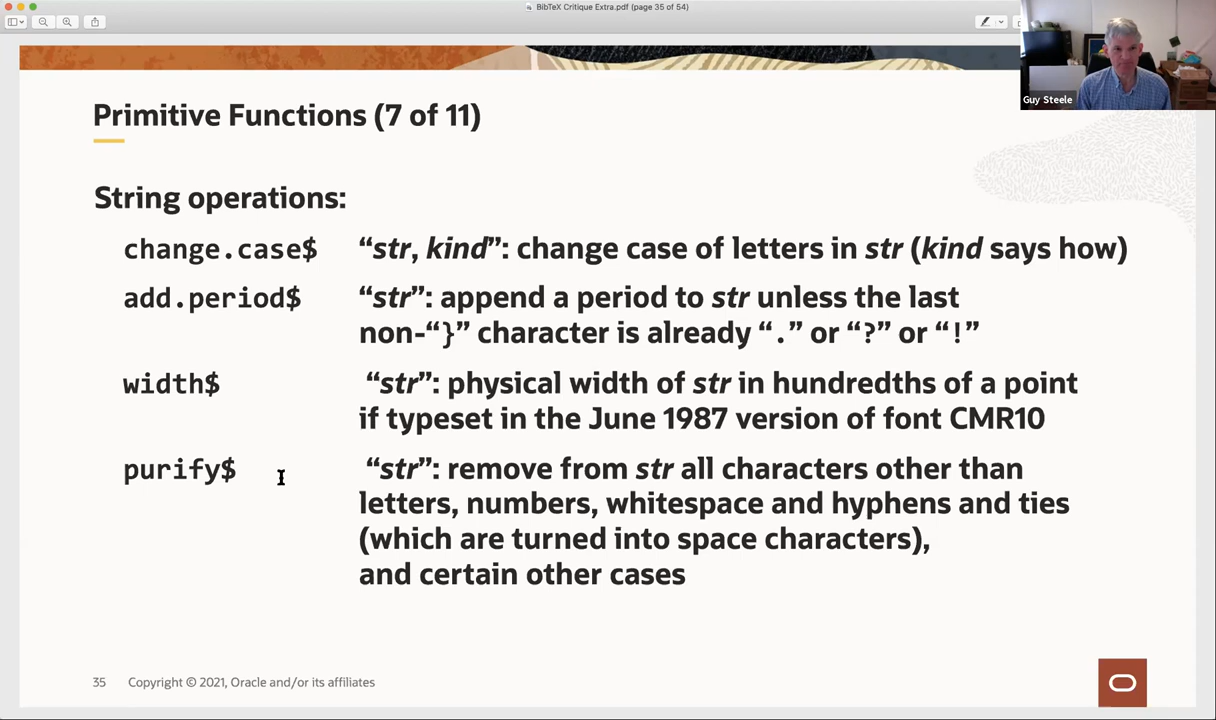 BibTeX Critique Extra.pdf (page 35 of 54)
Guy Steele
Primitive Functions (7 of 11)
String operations:
change.case$ “str, kind”: change case of letters in str (kind says how)
add.period$ “str”: append a period to str unless the last
non-“}” character is already “.” or “?” or “!”
width$ “str”: physical width of str in hundredths of a point
if typeset in the June 1987 version of font CMR10
purify$ “str”: remove from str all characters other than
letters, numbers, whitespace and hyphens and ties
(which are turned into space characters),
and certain other cases
35 Copyright © 2021, Oracle and/or its affiliates